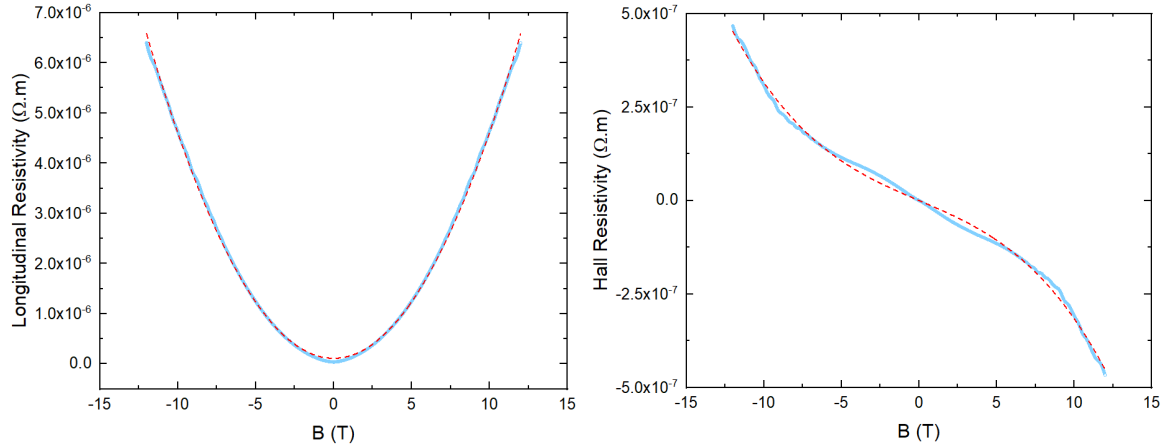 Longitudinal Resistivity (Ω.m)
7.0x10⁻⁶
6.0x10⁻⁶
5.0x10⁻⁶
4.0x10⁻⁶
3.0x10⁻⁶
2.0x10⁻⁶
1.0x10⁻⁶
0.0
-15 -10 -5 0 5 10 15
B (T)
Hall Resistivity (Ω.m)
5.0x10⁻⁷
2.5x10⁻⁷
0.0
-2.5x10⁻⁷
-5.0x10⁻⁷
-15 -10 -5 0 5 10 15
B (T)